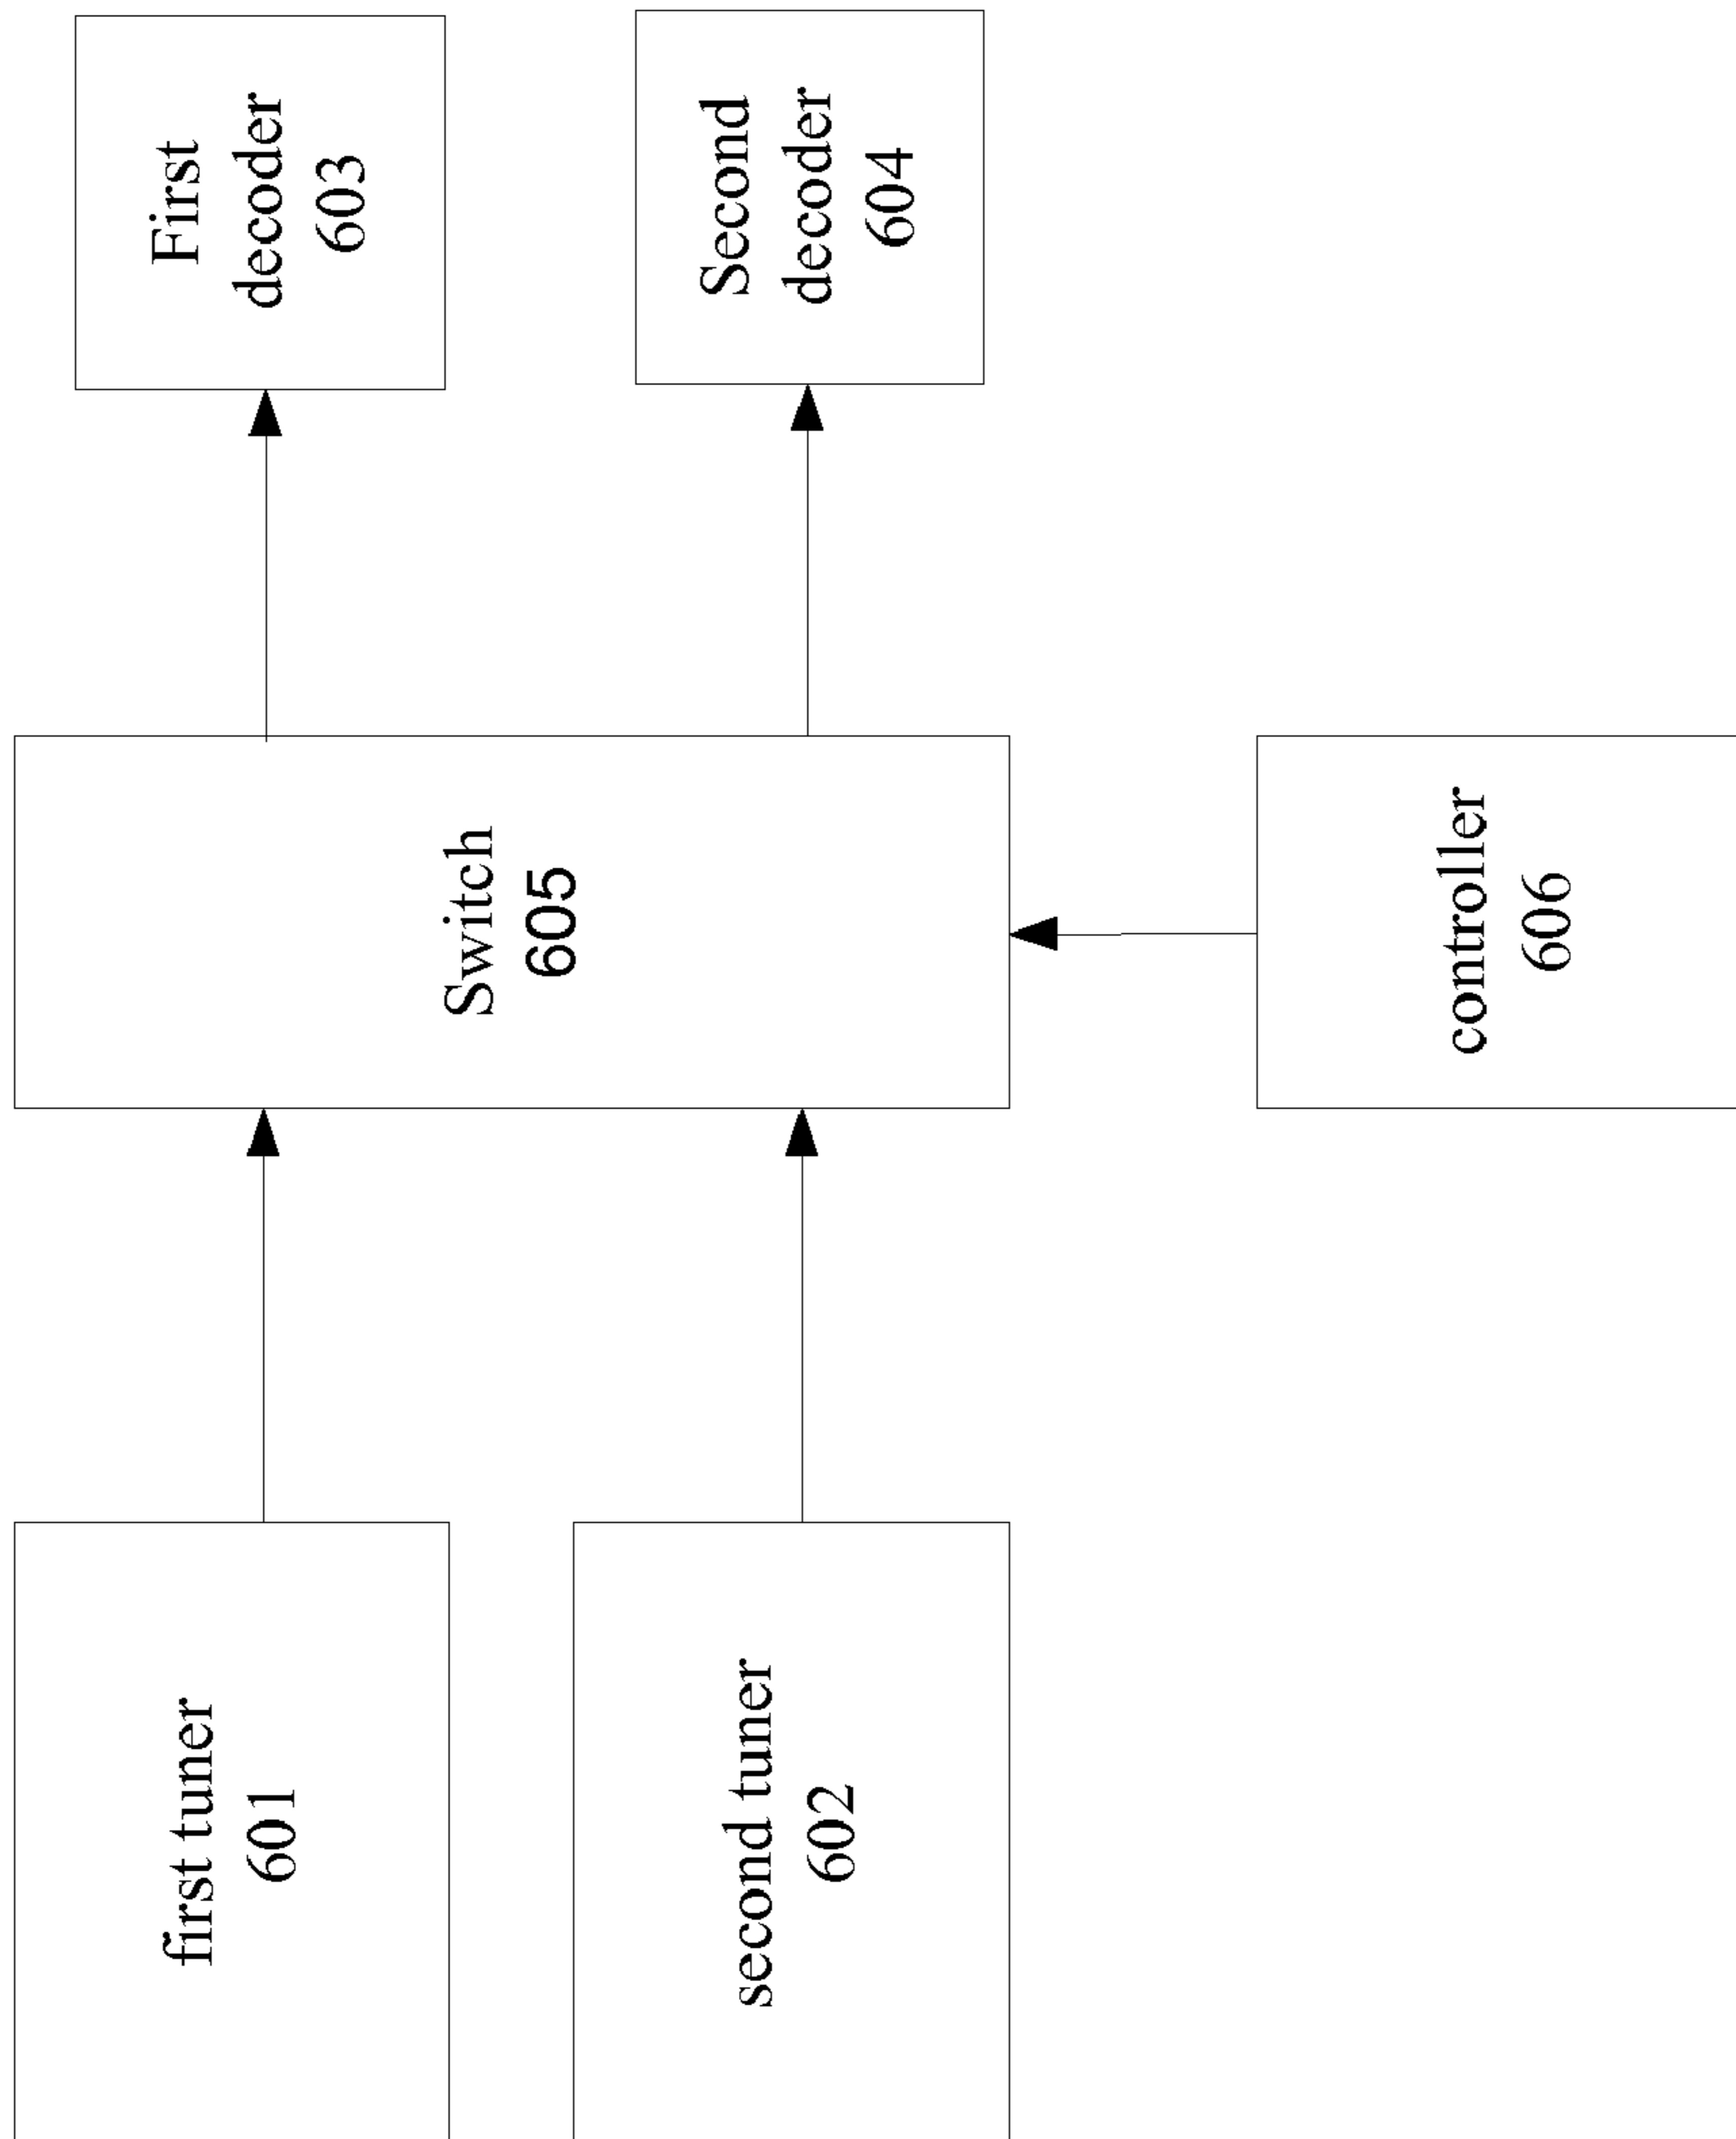 first tuner
601
second tuner
602
Switch
605
controller
606
First
decoder
603
Second
decoder
604